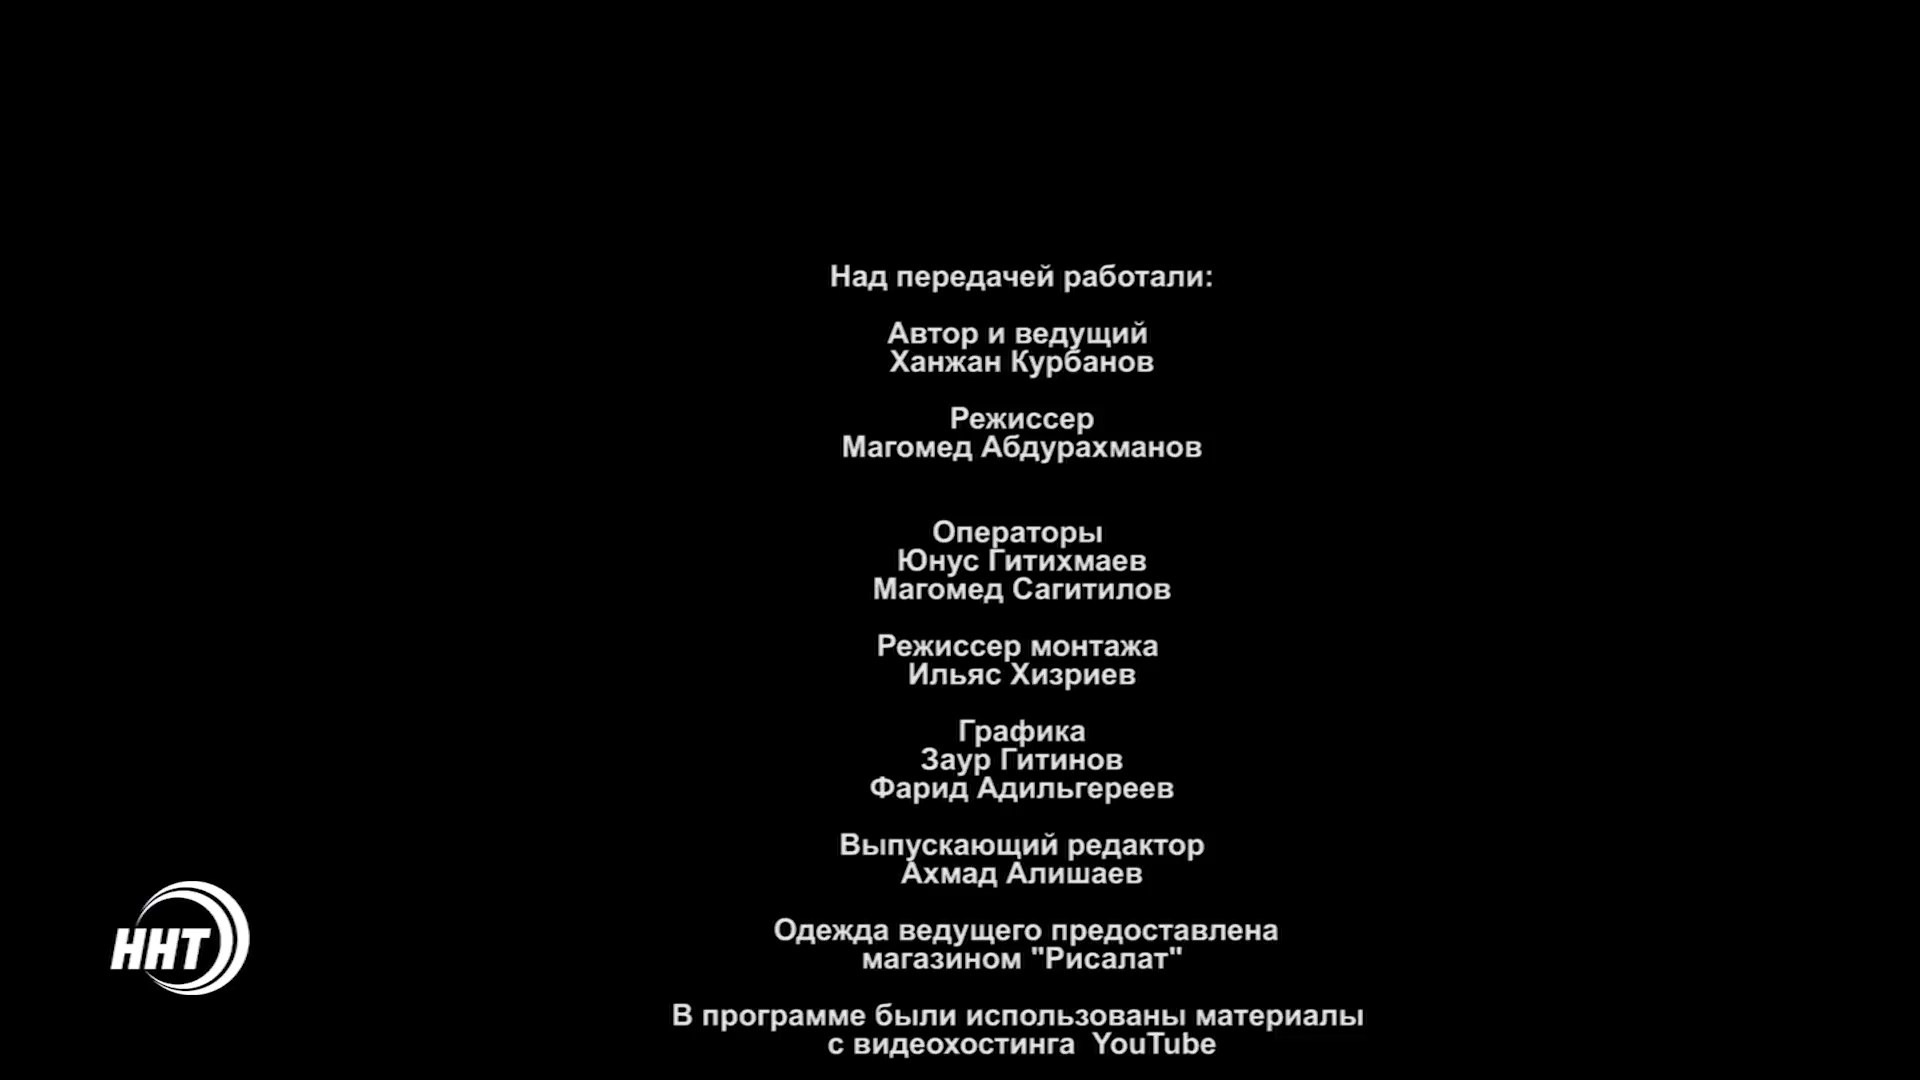 Над передачей работали:
Автор и ведущий
Ханжан Курбанов
Режиссер
Магомед Абдурахманов
Операторы
Юнус Гитихмаев
Магомед Сагитилов
Режиссер монтажа
Ильяс Хизриев
Графика
Заур Гитинов
Фарид Адильгереев
Выпускающий редактор
Ахмад Алишаев
Одежда ведущего предоставлена
магазином "Рисалат"
В программе были использованы материалы
с видеохостинга  YouTube
ННТ